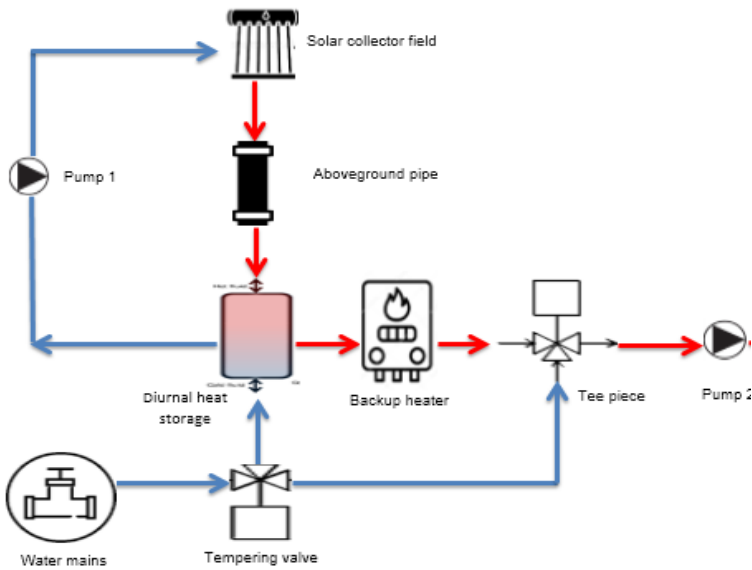 Solar collector field
Pump 1
Aboveground pipe
Diurnal heat
storage
Backup heater
Tee piece
Pump 2
Water mains
Tempering valve